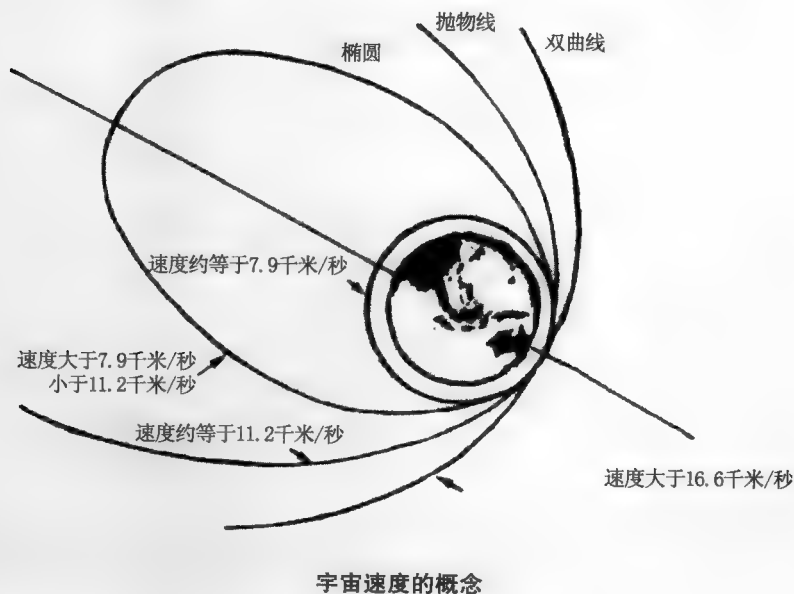 抛物线
双曲线
椭圆
速度约等于7.9千米/秒
速度大于7.9千米/秒
小于11.2千米/秒
速度约等于11.2千米/秒
速度大于16.6千米/秒
宇宙速度的概念